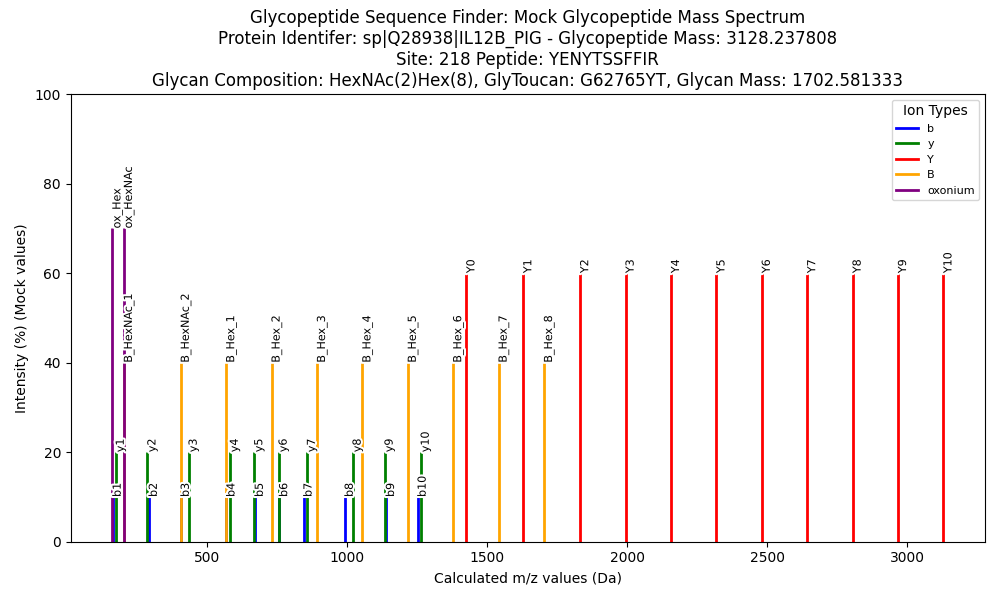 Glycopeptide Sequence Finder: Mock Glycopeptide Mass Spectrum
Protein Identifer: sp|Q28938|IL12B_PIG - Glycopeptide Mass: 3128.237808
Site: 218 Peptide: YENYTSSFFIR
Glycan Composition: HexNAc(2)Hex(8), GlyToucan: G62765YT, Glycan Mass: 1702.581333
Intensity (%) (Mock values)
100
80
60
40
20
0
Ion Types
b
y
Y
B
oxonium
ox_Hex
ox_HexNAc
Y0
Y1
Y2
Y3
Y4
Y5
Y6
Y7
Y8
Y9
Y10
B_HexNAc_1
B_HexNAc_2
B_Hex_1
B_Hex_2
B_Hex_3
B_Hex_4
B_Hex_5
B_Hex_6
B_Hex_7
B_Hex_8
y1
y2
y3
y4
y5
y6
y7
y8
y9
y10
b1
b2
b3
b4
b5
b6
b7
b8
b9
b10
500
1000
1500
2000
2500
3000
Calculated m/z values (Da)